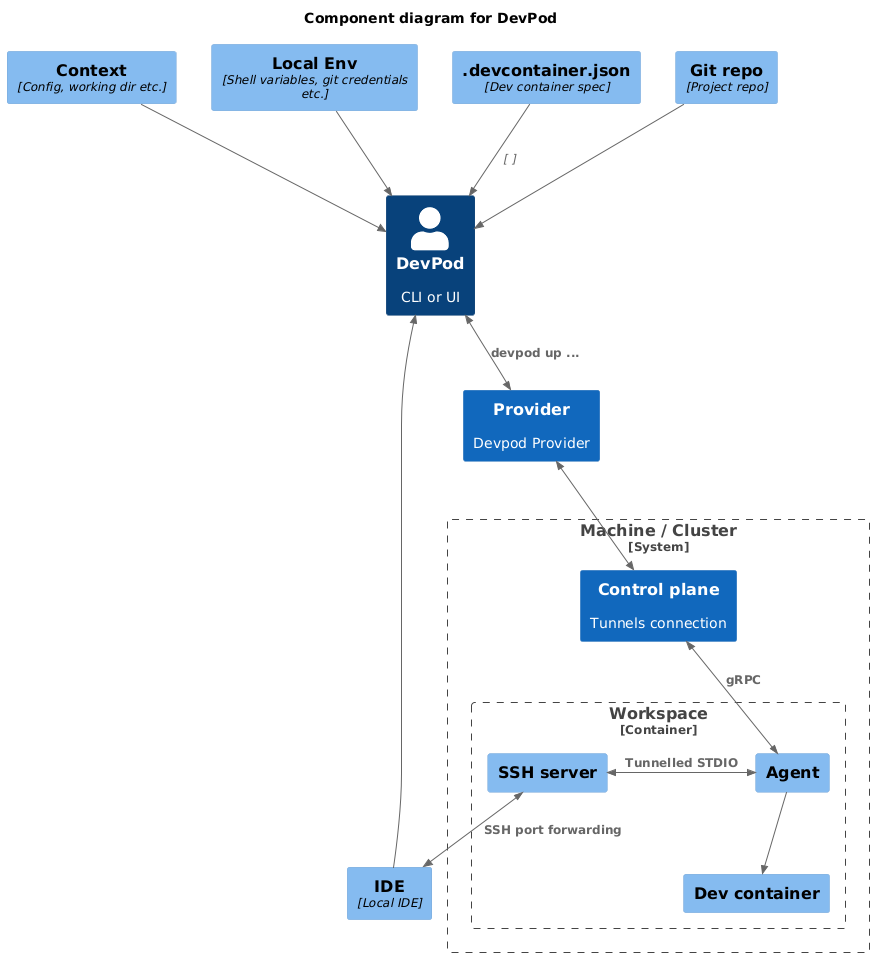 Component diagram for DevPod
Context
[Config, working dir etc.]
Local Env
[Shell variables, git credentials
etc.]
.devcontainer.json
[Dev container spec]
Git repo
[Project repo]
[ ]
DevPod
CLI or UI
devpod up ...
Provider
Devpod Provider
Machine / Cluster
[System]
Control plane
Tunnels connection
gRPC
Workspace
[Container]
SSH server
Tunnelled STDIO
Agent
SSH port forwarding
IDE
[Local IDE]
Dev container